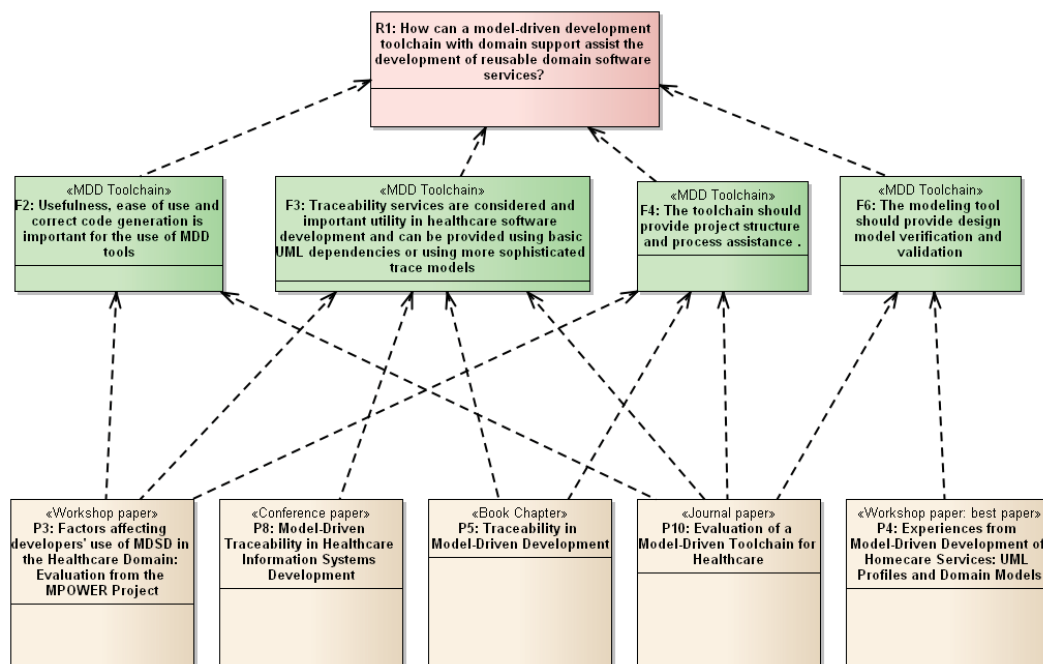 R1: How can a model-driven development
toolchain with domain support assist the
development of reusable domain software
services?
«MDD Toolchain»
F2: Usefulness, ease of use and
correct code generation is
important for the use of MDD
tools
«MDD Toolchain»
F3: Traceability services are considered and
important utility in healthcare software
development and can be provided using basic
UML dependencies or using more sophisticated
trace models
«MDD Toolchain»
F4: The toolchain should
provide project structure
and process assistance .
«MDD Toolchain»
F6: The modeling tool
should provide design
model verification and
validation
«Workshop paper»
P3: Factors affecting
developers' use of MDSD in
the Healthcare Domain:
Evaluation from the
MPOWER Project
«Conference paper»
P8: Model-Driven
Traceability in Healthcare
Information Systems
Development
«Book Chapter»
P5: Traceability in
Model-Driven Development
«Journal paper»
P10: Evaluation of a
Model-Driven Toolchain for
Healthcare
«Workshop paper: best paper»
P4: Experiences from
Model-Driven Development of
Homecare Services: UML
Profiles and Domain Models